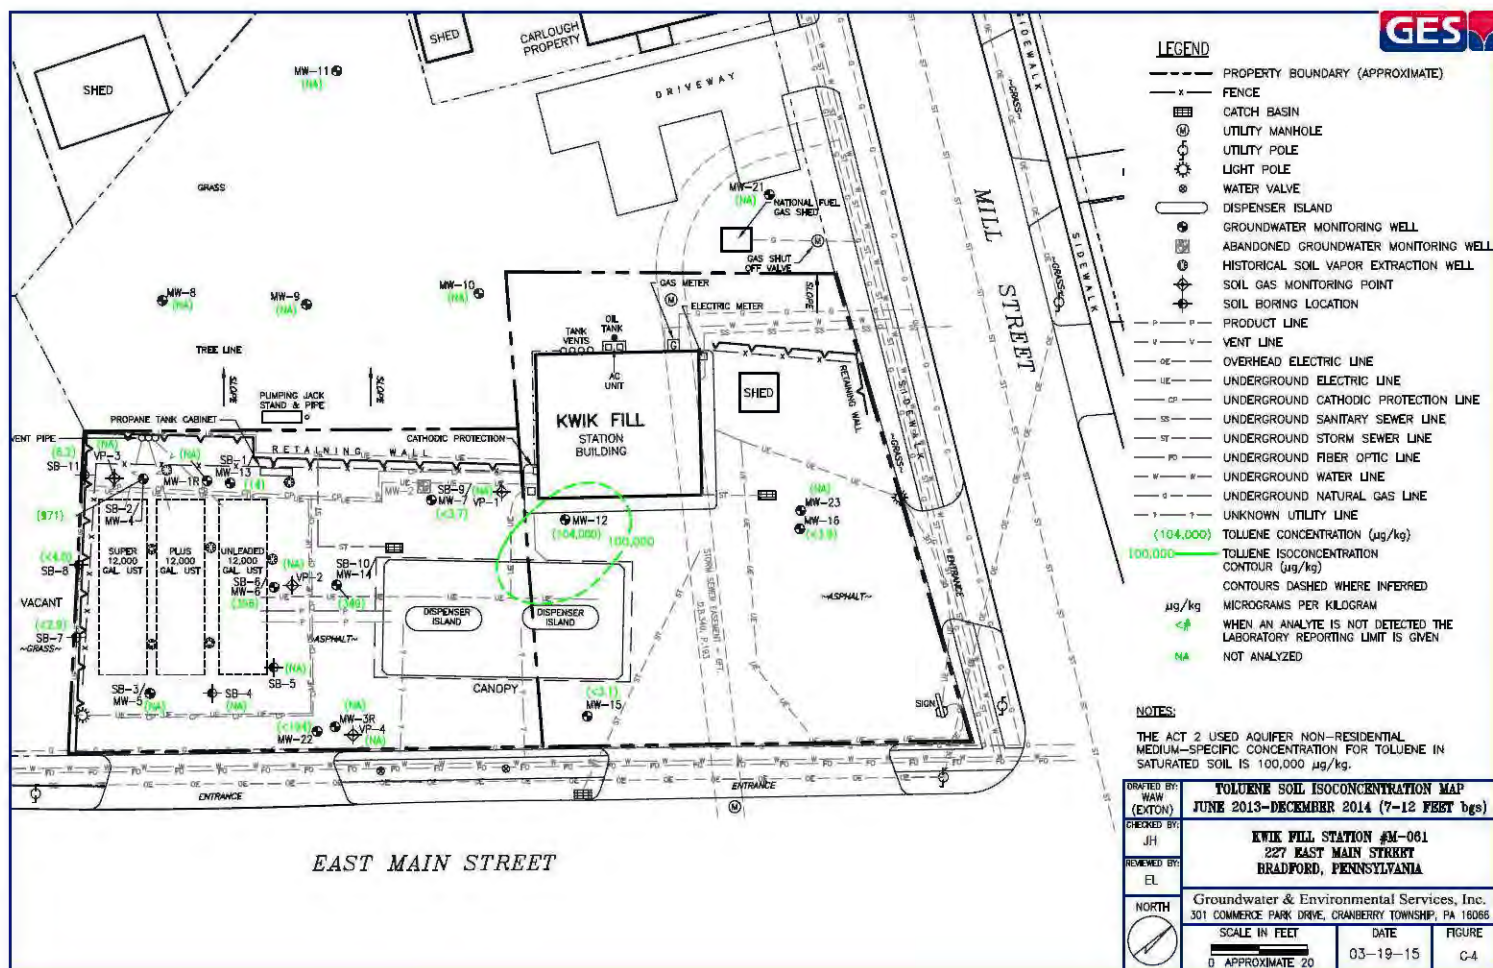 GES
SHED
CARLOUGH
PROPERTY
SHED
MW-11
(NA)
DRIVEWAY
GRASS
MW-21
(NA)
NATIONAL FUEL
GAS SHED
GAS SHUT
OFF VALVE
MW-8
(NA)
MW-9
(NA)
MW-10
(NA)
GAS METER
ELECTRIC METER
SLOPE
TREE LINE
SLOPE
SLOPE
TANK
VENTS
OIL
TANK
AC
UNIT
G
PUMPING JACK
STAND & PIPE
PROPANE TANK CABINET
VENT PIPE
CATHODIC PROTECTION
RETAINING WALL
KWIK FILL
STATION
BUILDING
SHED
RETAINING WALL
SIDEWALK
~GRASS~
MILL STREET
SIDEWALK
SIDEWALK
~GRASS~
~GRASS~
SB-11
(NA)
VP-3
(NA)
SB-1
MW-1R
MW-13
SB-2
MW-4
(971)
MW-2
SB-9
MW-7
(<3.7)
(NA)
VP-1
MW-12
(104,000)
100,000
(NA)
MW-23
MW-16
(<3.9)
(<4.0)
SB-8
SUPER
12,000
GAL. UST
PLUS
12,000
GAL. UST
UNLEADED
12,000
GAL. UST
SB-6
MW-6
(NA)
VP-2
SB-10
MW-14
(349)
VACANT
(<2.9)
SB-7
~GRASS~
~ASPHALT~
DISPENSER
ISLAND
DISPENSER
ISLAND
CANOPY
STORM SEWER EASEMENT
~ASPHALT~
ENTRANCE
(NA)
SB-5
SB-3/
MW-5
(NA)
SB-4
(NA)
(<194)
MW-22
(NA)
MW-3R
VP-4
(NA)
(<3.1)
MW-15
SIGN
ENTRANCE
ENTRANCE
EAST MAIN STREET
LEGEND
PROPERTY BOUNDARY (APPROXIMATE)
FENCE
CATCH BASIN
UTILITY MANHOLE
UTILITY POLE
LIGHT POLE
WATER VALVE
DISPENSER ISLAND
GROUNDWATER MONITORING WELL
ABANDONED GROUNDWATER MONITORING WELL
HISTORICAL SOIL VAPOR EXTRACTION WELL
SOIL GAS MONITORING POINT
SOIL BORING LOCATION
PRODUCT LINE
VENT LINE
OVERHEAD ELECTRIC LINE
UNDERGROUND ELECTRIC LINE
UNDERGROUND CATHODIC PROTECTION LINE
UNDERGROUND SANITARY SEWER LINE
UNDERGROUND STORM SEWER LINE
UNDERGROUND FIBER OPTIC LINE
UNDERGROUND WATER LINE
UNDERGROUND NATURAL GAS LINE
UNKNOWN UTILITY LINE
(104,000) TOLUENE CONCENTRATION (µg/kg)
100,000 TOLUENE ISOCONCENTRATION
CONTOUR (µg/kg)
CONTOURS DASHED WHERE INFERRED
µg/kg MICROGRAMS PER KILOGRAM
<# WHEN AN ANALYTE IS NOT DETECTED THE
LABORATORY REPORTING LIMIT IS GIVEN
NA NOT ANALYZED
NOTES:
THE ACT 2 USED AQUIFER NON-RESIDENTIAL
MEDIUM-SPECIFIC CONCENTRATION FOR TOLUENE IN
SATURATED SOIL IS 100,000 µg/kg.
DRAFTED BY:
WAW
(EXTON)
CHECKED BY:
JH
REVIEWED BY:
EL
NORTH
TOLUENE SOIL ISOCONCENTRATION MAP
JUNE 2013-DECEMBER 2014 (7-12 FEET bgs)
KWIK FILL STATION #M-061
227 EAST MAIN STREET
BRADFORD, PENNSYLVANIA
Groundwater & Environmental Services, Inc.
301 COMMERCE PARK DRIVE, CRANBERRY TOWNSHIP, PA 16066
SCALE IN FEET
0 APPROXIMATE 20
DATE
03-19-15
FIGURE
C-4